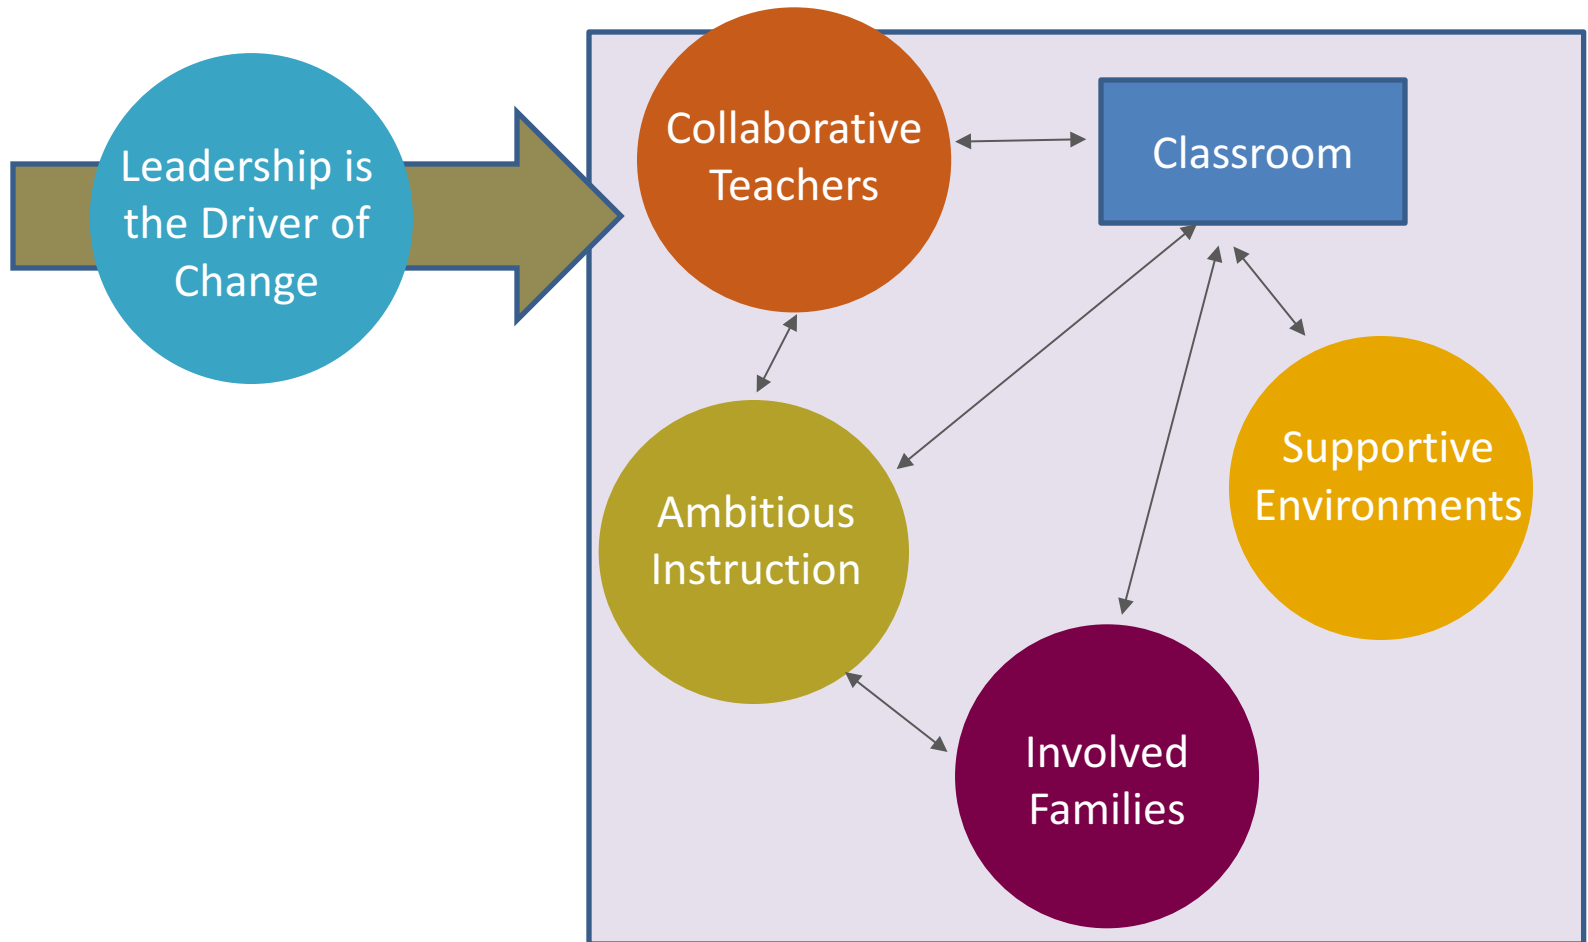 Leadership is
the Driver of
Change
Collaborative
Teachers
Classroom
Ambitious
Instruction
Supportive
Environments
Involved
Families